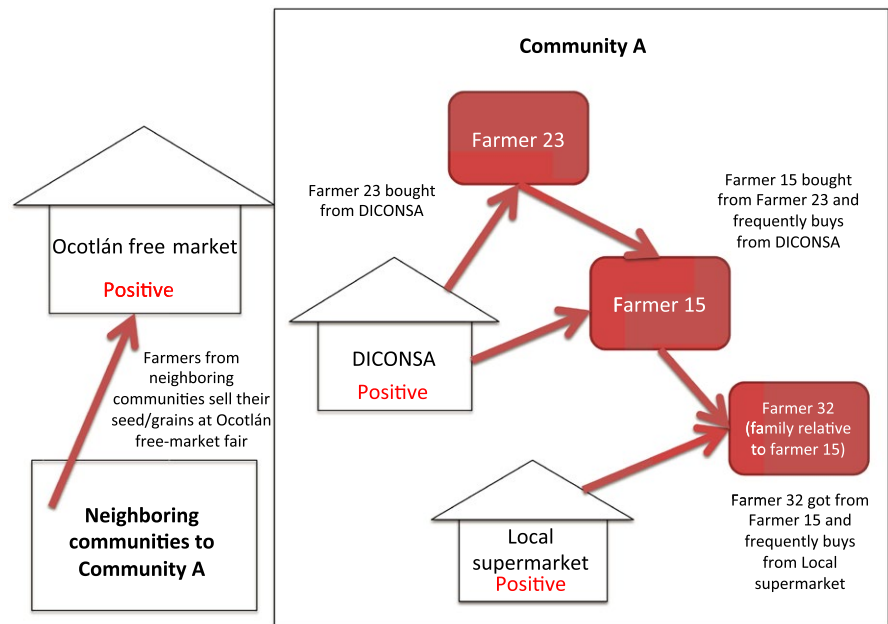 Community A
Farmer 23
Farmer 23 bought
from DICONSA
Farmer 15 bought
from Farmer 23 and
frequently buys
from DICONSA
Ocotlán free market
Positive
Farmer 15
DICONSA
Positive
Farmers from
neighboring
communities sell their
seed/grains at Ocotlán
free-market fair
Farmer 32
(family relative
to farmer 15)
Neighboring
communities to
Community A
Local
supermarket
Positive
Farmer 32 got from
Farmer 15 and
frequently buys
from Local
supermarket